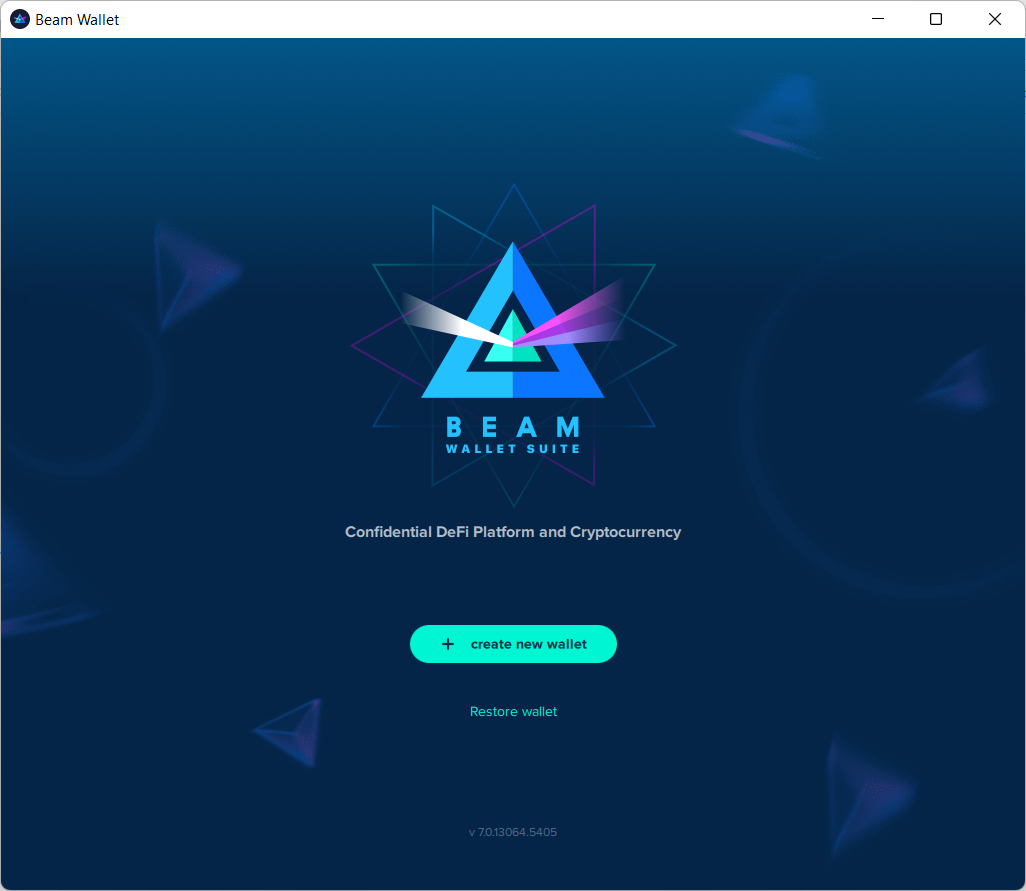 Beam Wallet
BEAM
WALLET SUITE
Confidential DeFi Platform and Cryptocurrency
+ create new wallet
Restore wallet
v 7.0.13064.5405